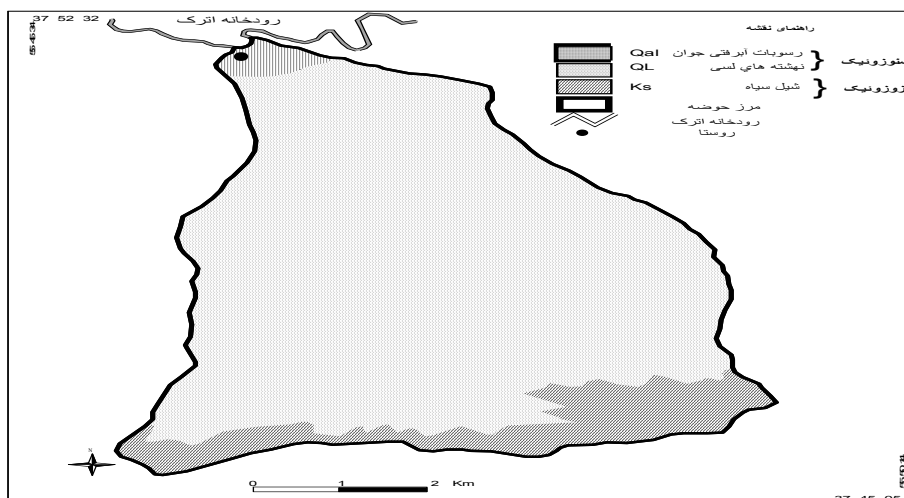 37 52 32
رودخانه اترک
راهنمای نقشه
Qal رسوبات آبرفتی جوان
QL نهشته هاي لسی
سنوزونیک
Ks شیل سیاه
مرز حوضه
رودخانه اترک
روستا
N
0 1 2 Km